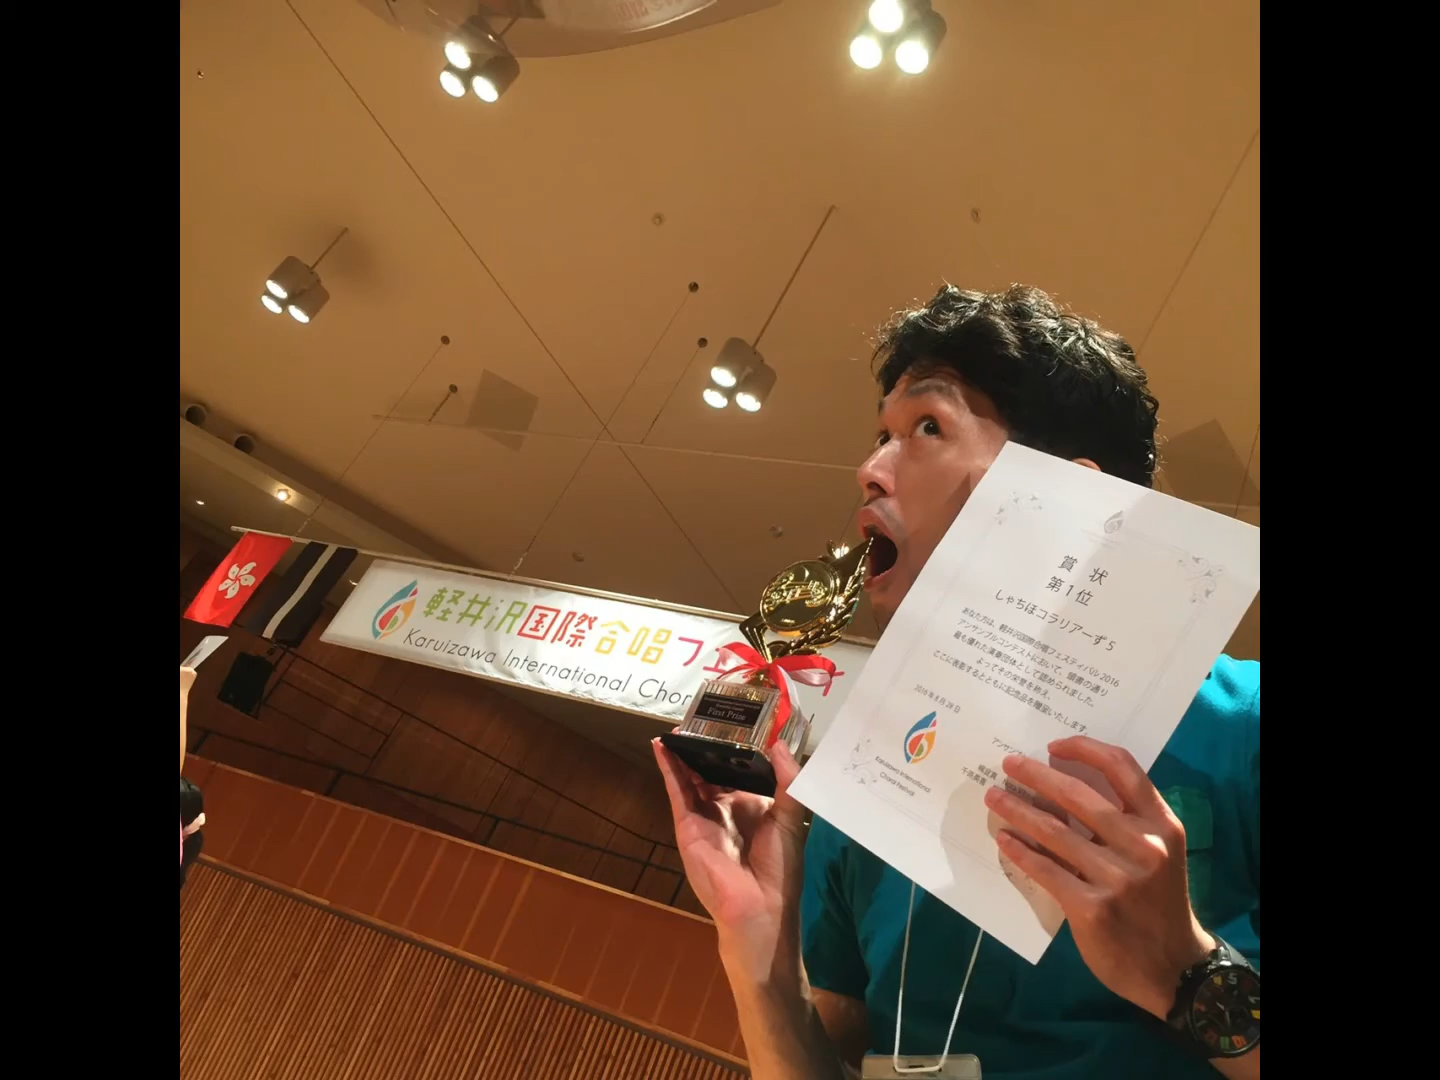 軽井沢国際合唱フェ
Karuizawa International Chor
First Prize
賞状
第1位
しゃちほコラリアーず5
あなた方は、軽井沢国際合唱フェスティバル2016
アンサンブルコンテストにおいて、頭書の通り
最も優れた演奏団体として認められました。
よってその栄誉を称え、
ここに表彰するとともに記念品を贈呈いたします。
2016年8月28日
Karuizawa International
Choral Festival